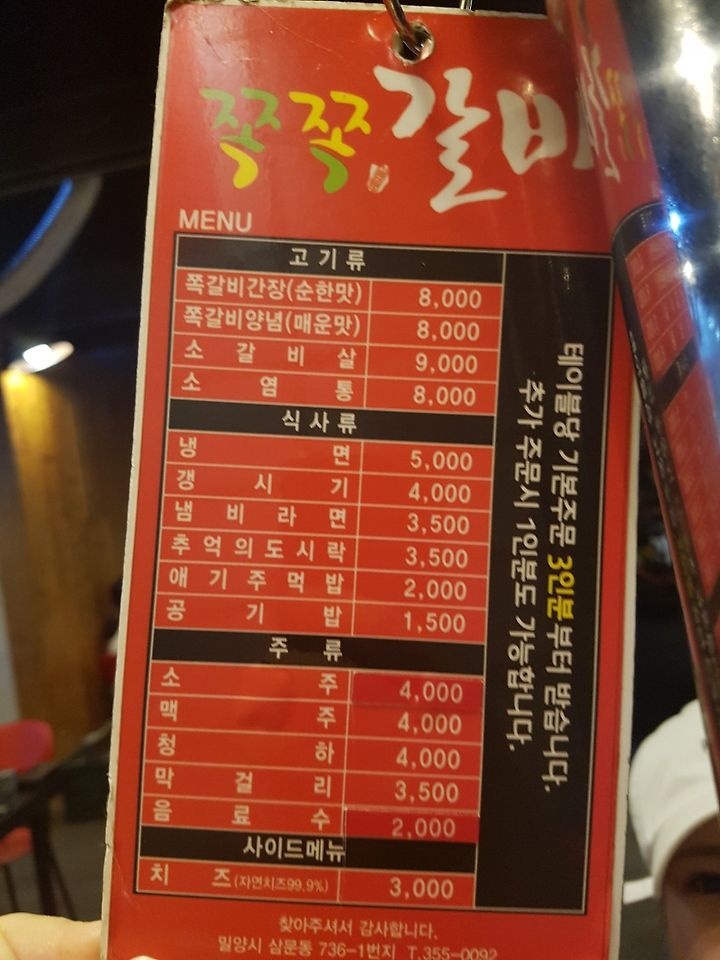 쪽쪽갈비
MENU
고기류
쪽갈비간장(순한맛) 8,000
쪽갈비양념(매운맛) 8,000
소갈비살 9,000
소염통 8,000
식사류
냉면 5,000
갱시기 4,000
냄비라면 3,500
추억의도시락 3,500
애기주먹밥 2,000
공기밥 1,500
주류
소주 4,000
맥주 4,000
청하 4,000
막걸리 3,500
음료수 2,000
사이드메뉴
치즈(자연치즈99.9%) 3,000
테이블당 기본주문 3인분부터 받습니다.
추가 주문시 1인분도 가능합니다.
찾아주셔서 감사합니다.
밀양시 삼문동 736-1번지 T.355-0092